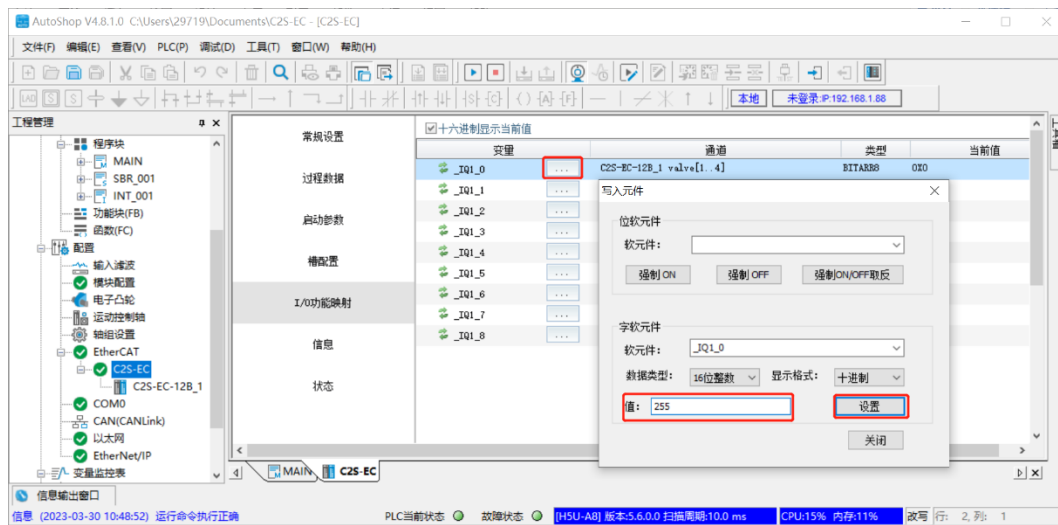 AutoShop V4.8.1.0 C:\Users\29719\Documents\C2S-EC - [C2S-EC]
文件(F) 编辑(E) 查看(V) PLC(P) 调试(D) 工具(T) 窗口(W) 帮助(H)
LAD
本地
未登录:IP:192.168.1.88
工程管理
程序块
MAIN
SBR_001
INT_001
功能块(FB)
函数(FC)
配置
输入滤波
模块配置
电子凸轮
运动控制轴
轴组设置
EtherCAT
C2S-EC
C2S-EC-12B_1
COM0
CAN(CANLink)
以太网
EtherNet/IP
变量监控表
常规设置
过程数据
启动参数
槽配置
I/O功能映射
信息
状态
十六进制显示当前值
变量 通道 类型 当前值
_IQ1_0 ... C2S-EC-12B_1 valve[1..4] BITARR8 0X0
_IQ1_1 ...
_IQ1_2 ...
_IQ1_3 ...
_IQ1_4 ...
_IQ1_5 ...
_IQ1_6 ...
_IQ1_7 ...
_IQ1_8 ...
写入元件
位软元件
软元件:
强制ON 强制OFF 强制ON/OFF取反
字软元件
软元件: _IQ1_0
数据类型: 16位整数 显示格式: 十进制
值: 255 设置
关闭
MAIN C2S-EC
信息输出窗口
信息 (2023-03-30 10:48:52) 运行命令执行正确 PLC当前状态 故障状态 [H5U-A8] 版本:5.6.0.0 扫描周期:10.0 ms CPU:15% 内存:11% 改写 行: 2, 列: 1